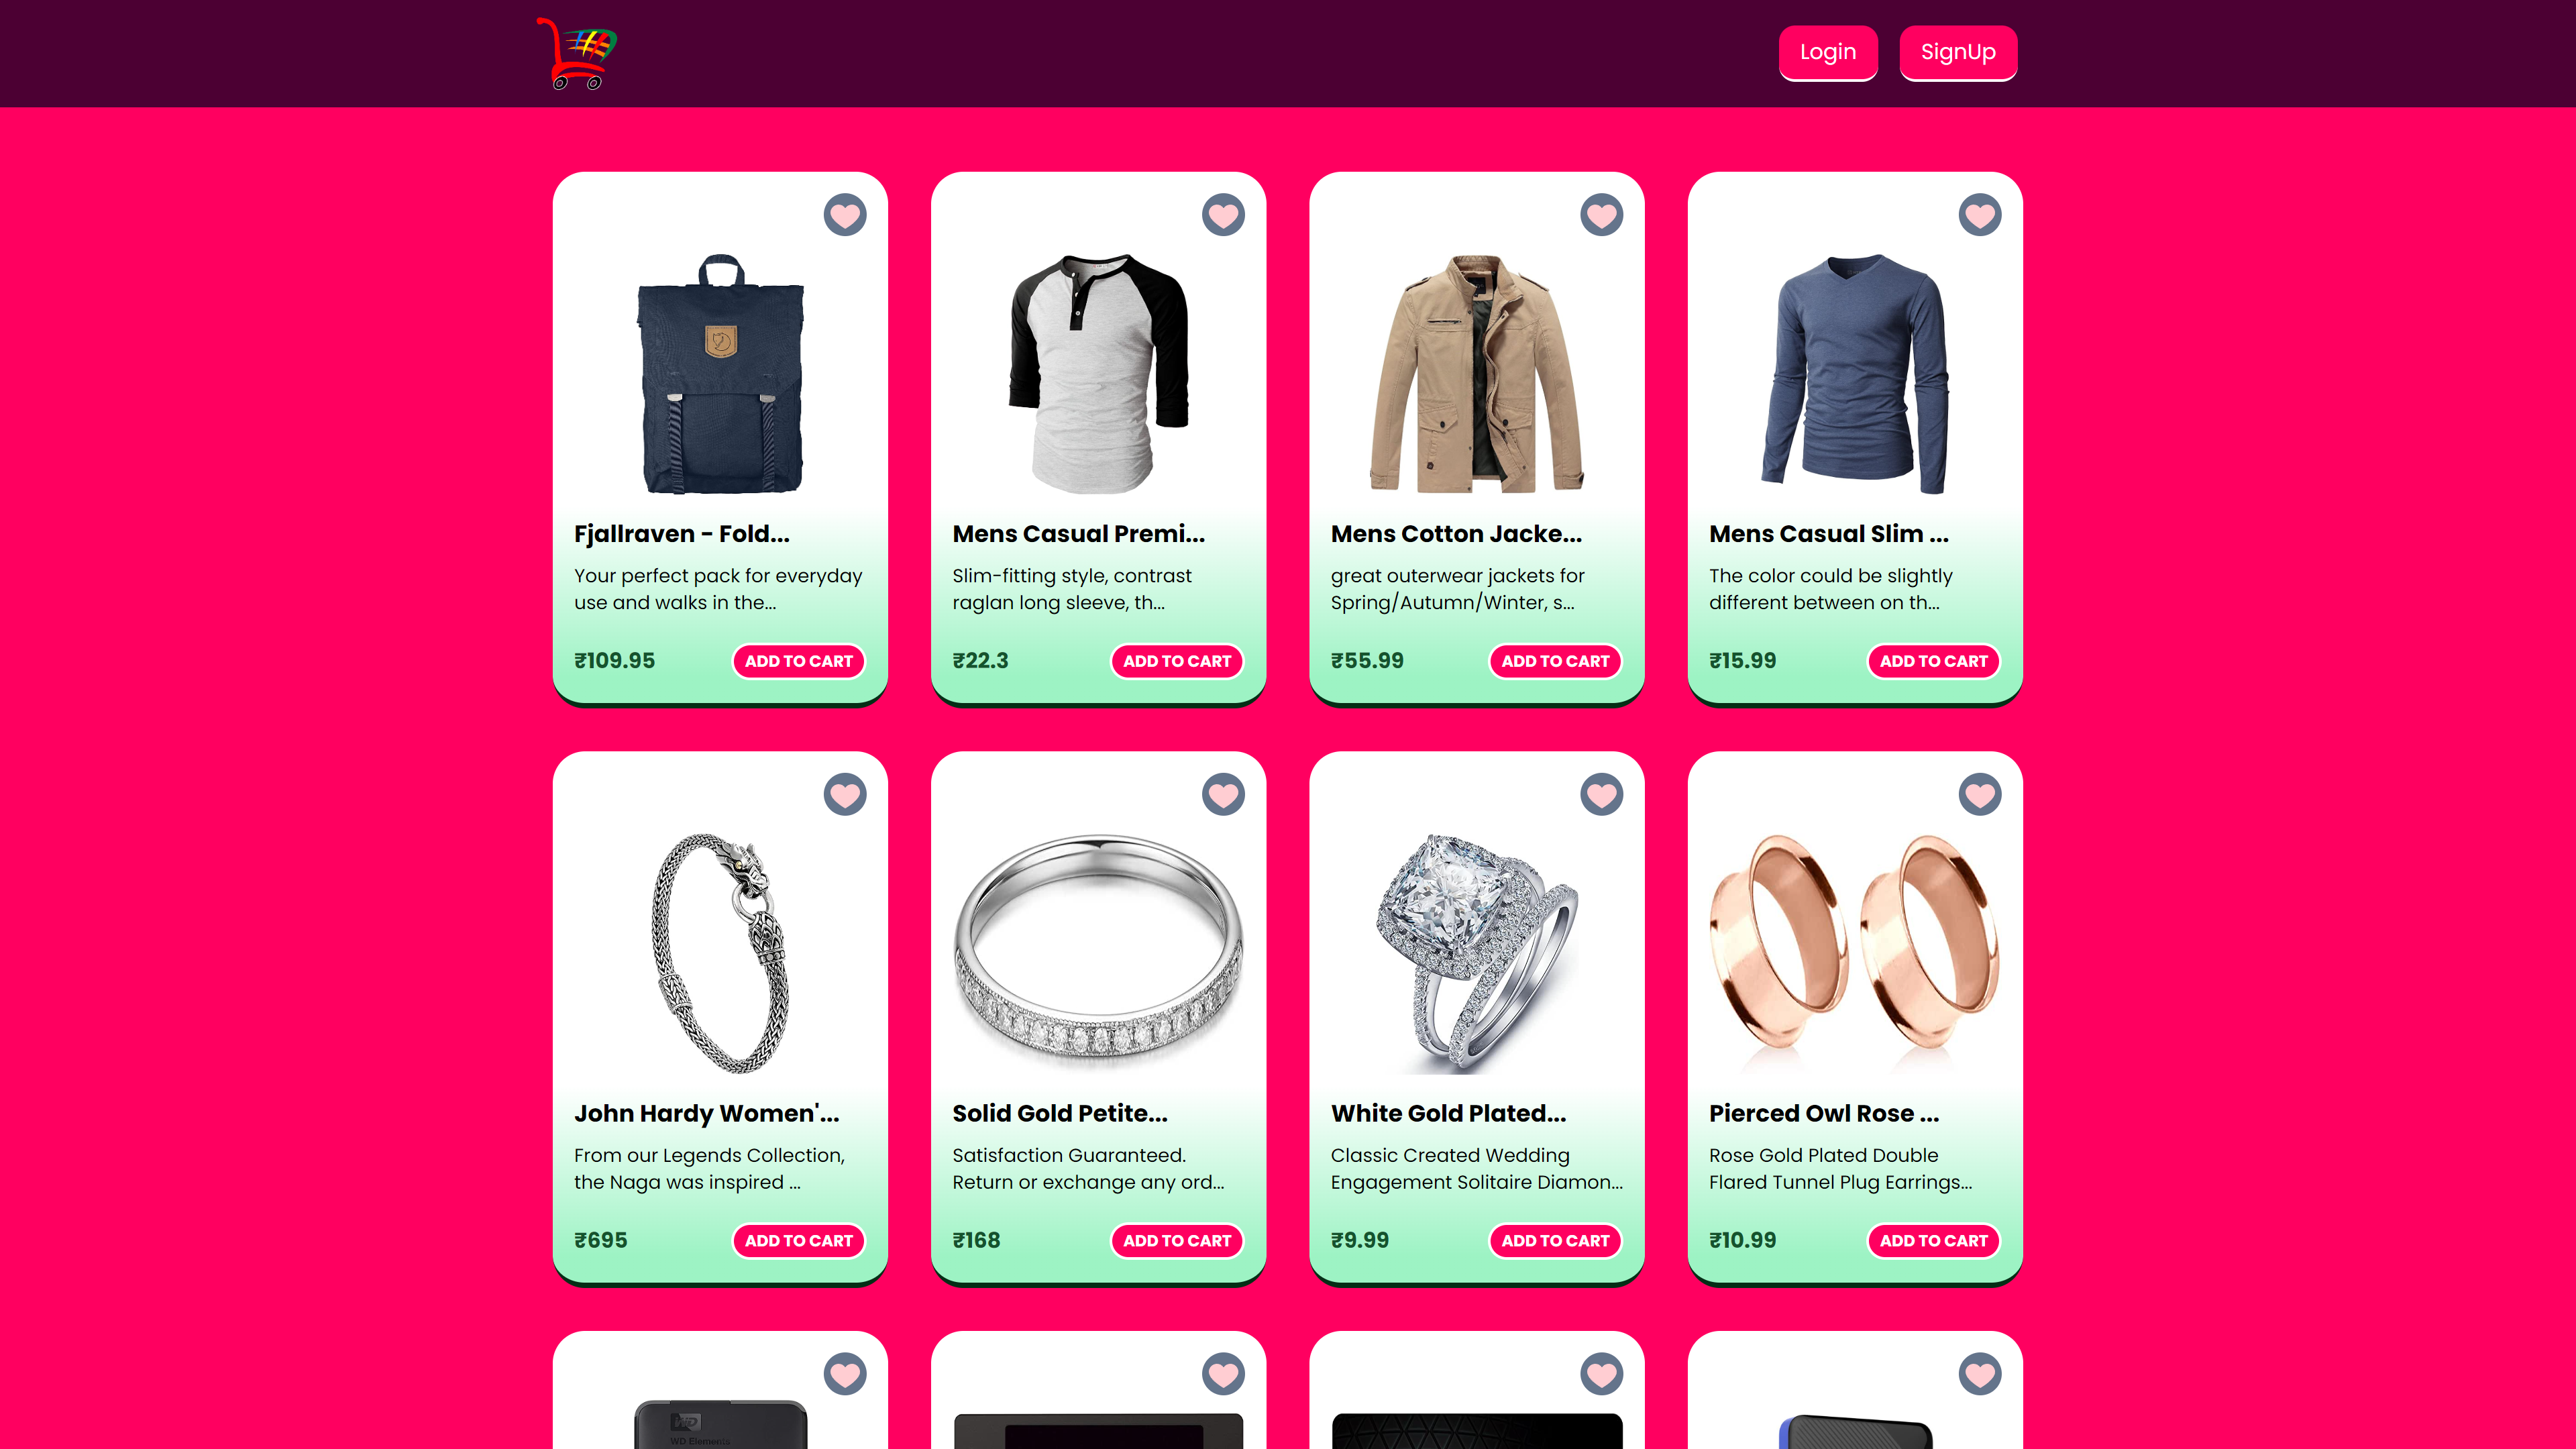 Login
SignUp
Fjallraven - Fold...
Your perfect pack for everyday
use and walks in the...
₹109.95
ADD TO CART
Mens Casual Premi...
Slim-fitting style, contrast
raglan long sleeve, th...
₹22.3
ADD TO CART
Mens Cotton Jacke...
great outerwear jackets for
Spring/Autumn/Winter, s...
₹55.99
ADD TO CART
Mens Casual Slim ...
The color could be slightly
different between on th...
₹15.99
ADD TO CART
John Hardy Women'...
From our Legends Collection,
the Naga was inspired ...
₹695
ADD TO CART
Solid Gold Petite...
Satisfaction Guaranteed.
Return or exchange any ord...
₹168
ADD TO CART
White Gold Plated...
Classic Created Wedding
Engagement Solitaire Diamon...
₹9.99
ADD TO CART
Pierced Owl Rose ...
Rose Gold Plated Double
Flared Tunnel Plug Earrings...
₹10.99
ADD TO CART
WD
WD Elements